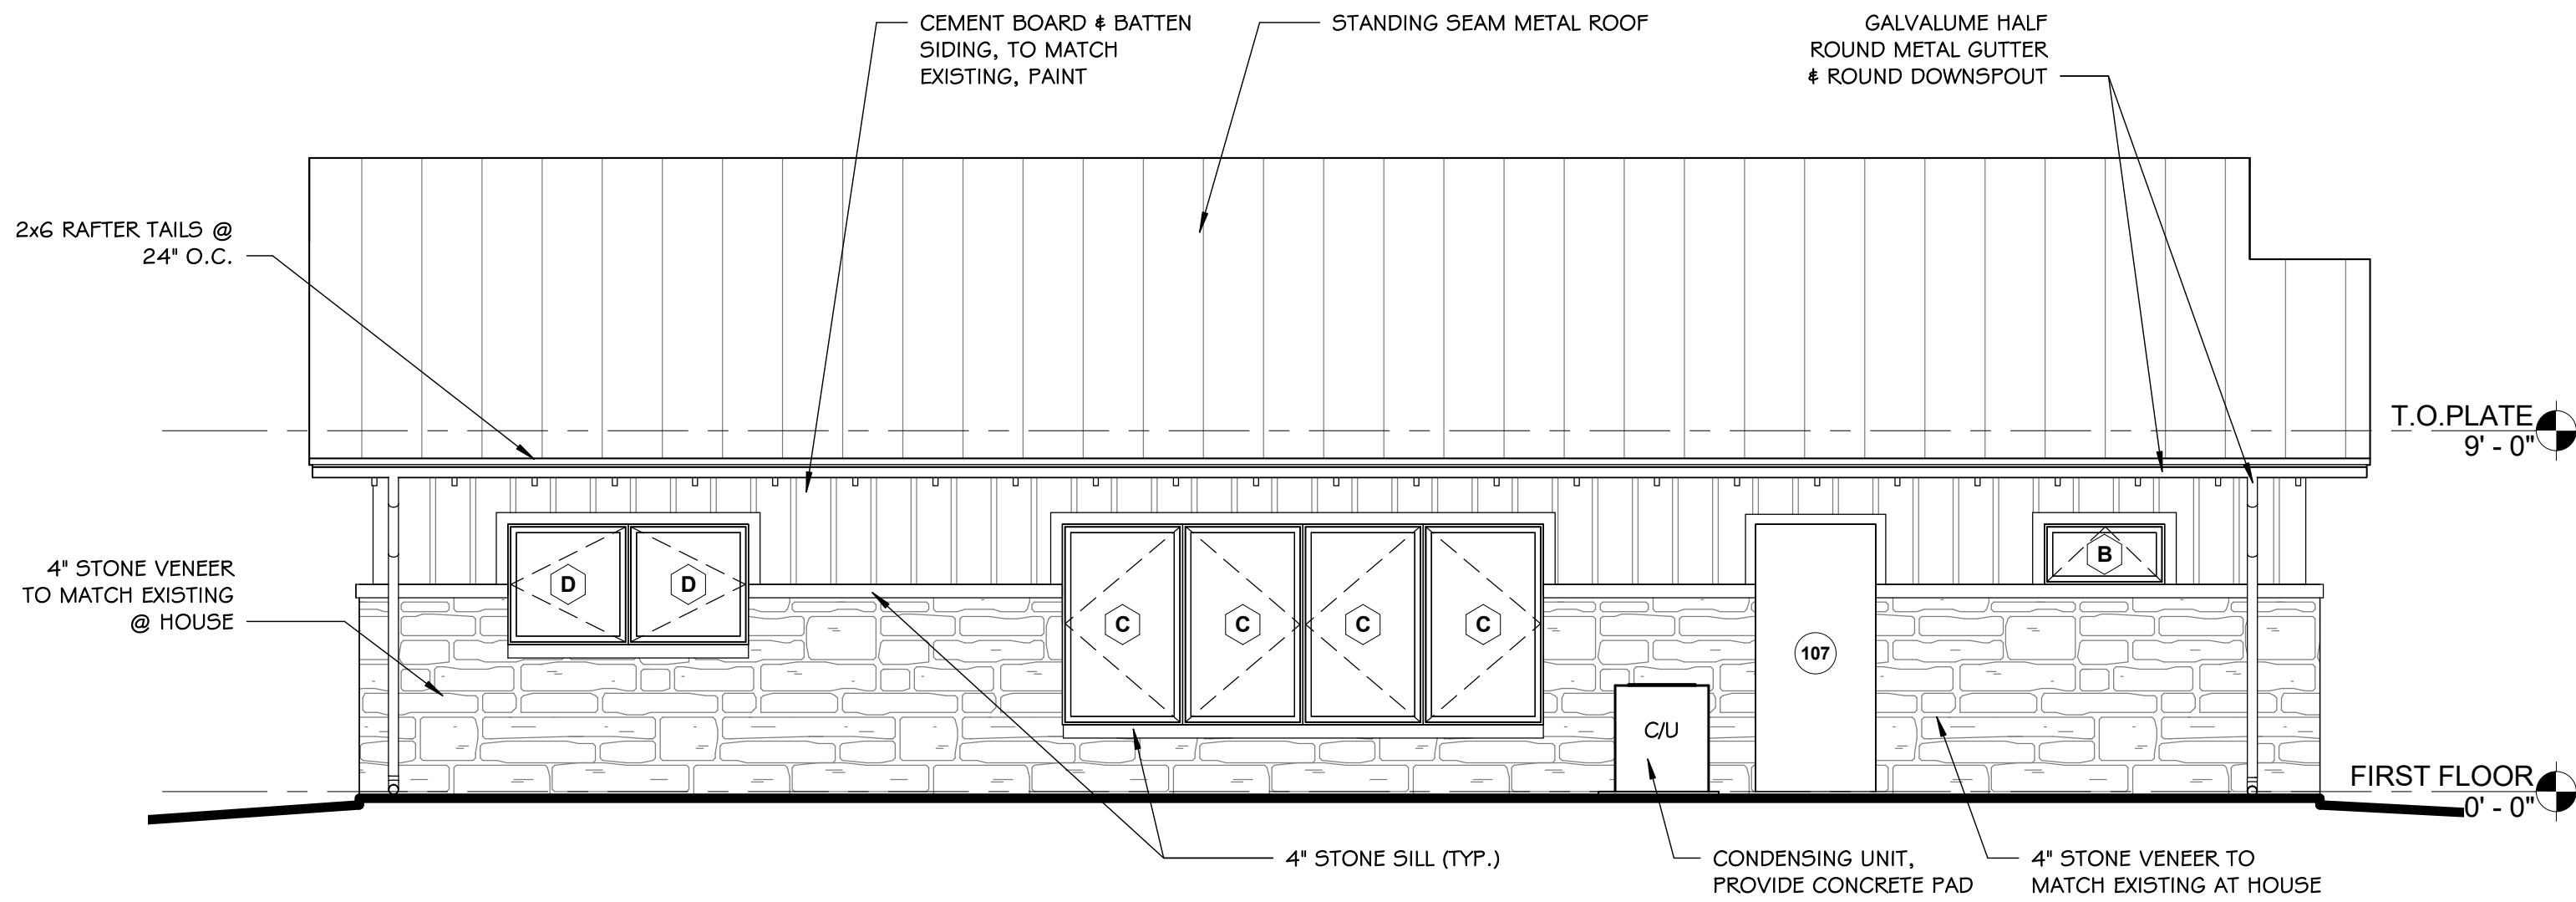 CEMENT BOARD & BATTEN
SIDING, TO MATCH
EXISTING, PAINT
STANDING SEAM METAL ROOF
GALVALUME HALF
ROUND METAL GUTTER
& ROUND DOWNSPOUT
2x6 RAFTER TAILS @
24" O.C.
T.O.PLATE
9' - 0"
4" STONE VENEER
TO MATCH EXISTING
@ HOUSE
D
D
C
C
C
C
107
B
C/U
FIRST FLOOR
0' - 0"
4" STONE SILL (TYP.)
CONDENSING UNIT,
PROVIDE CONCRETE PAD
4" STONE VENEER TO
MATCH EXISTING AT HOUSE